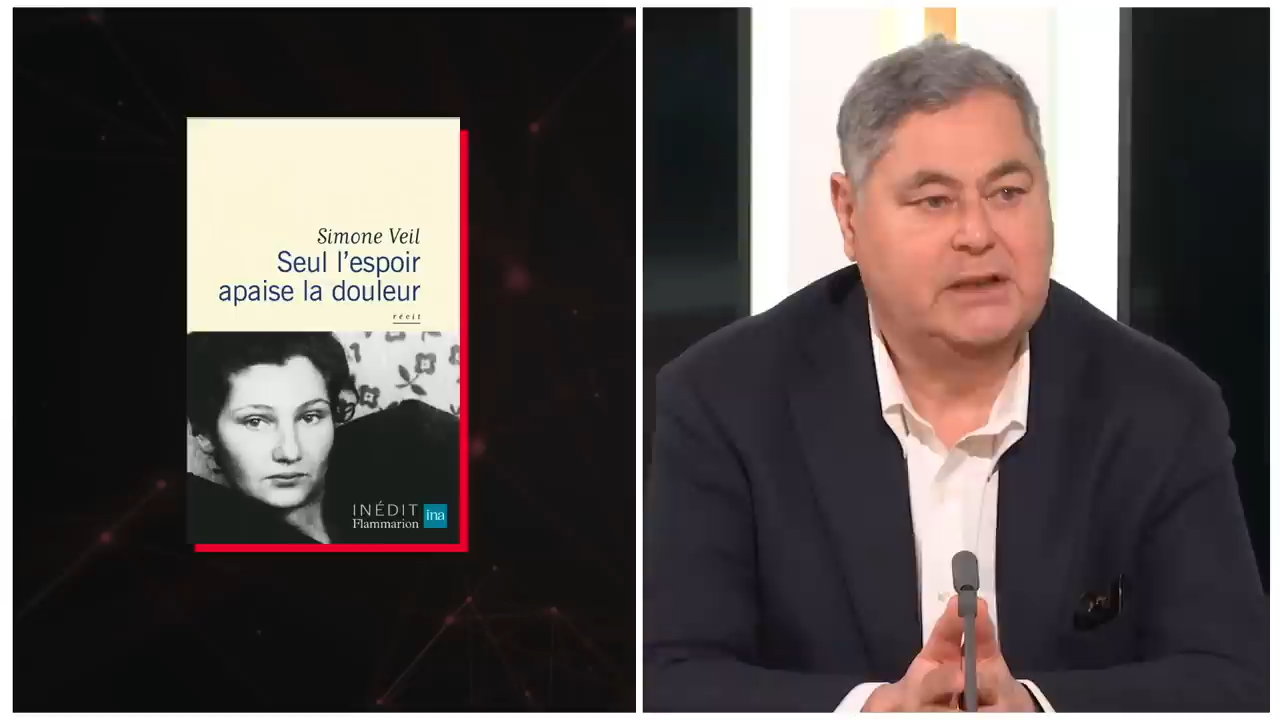 Simone Veil
Seul l'espoir
apaise la douleur
récit
INÉDIT
Flammarion
ina